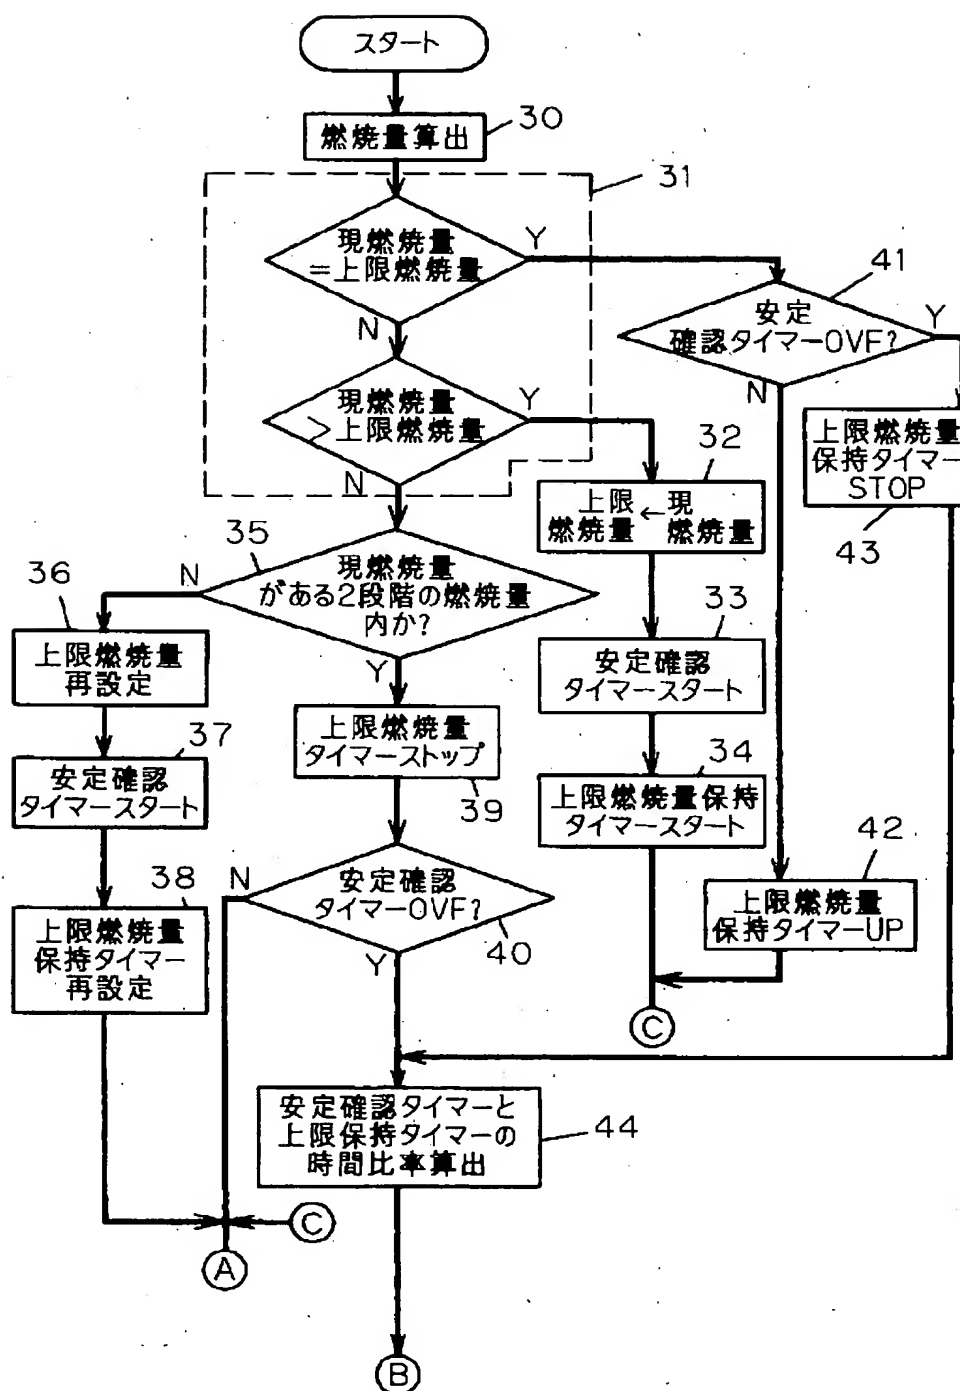 スタート
30
燃焼量算出
31
現燃焼量
=上限燃焼量
Y
N
41
安定
確認タイマーOVF?
Y
N
現燃焼量
>上限燃焼量
Y
N
32
上限←現
燃焼量 燃焼量
上限燃焼量
保持タイマー
STOP
43
35
現燃焼量
がある2段階の燃焼量
内か?
N
Y
36
上限燃焼量
再設定
33
安定確認
タイマースタート
37
安定確認
タイマースタート
上限燃焼量
タイマーストップ
39
34
上限燃焼量保持
タイマースタート
38
上限燃焼量
保持タイマー
再設定
安定確認
タイマーOVF?
N
Y
40
42
上限燃焼量
保持タイマーUP
C
安定確認タイマーと
上限保持タイマーの
時間比率算出
44
C
A
B